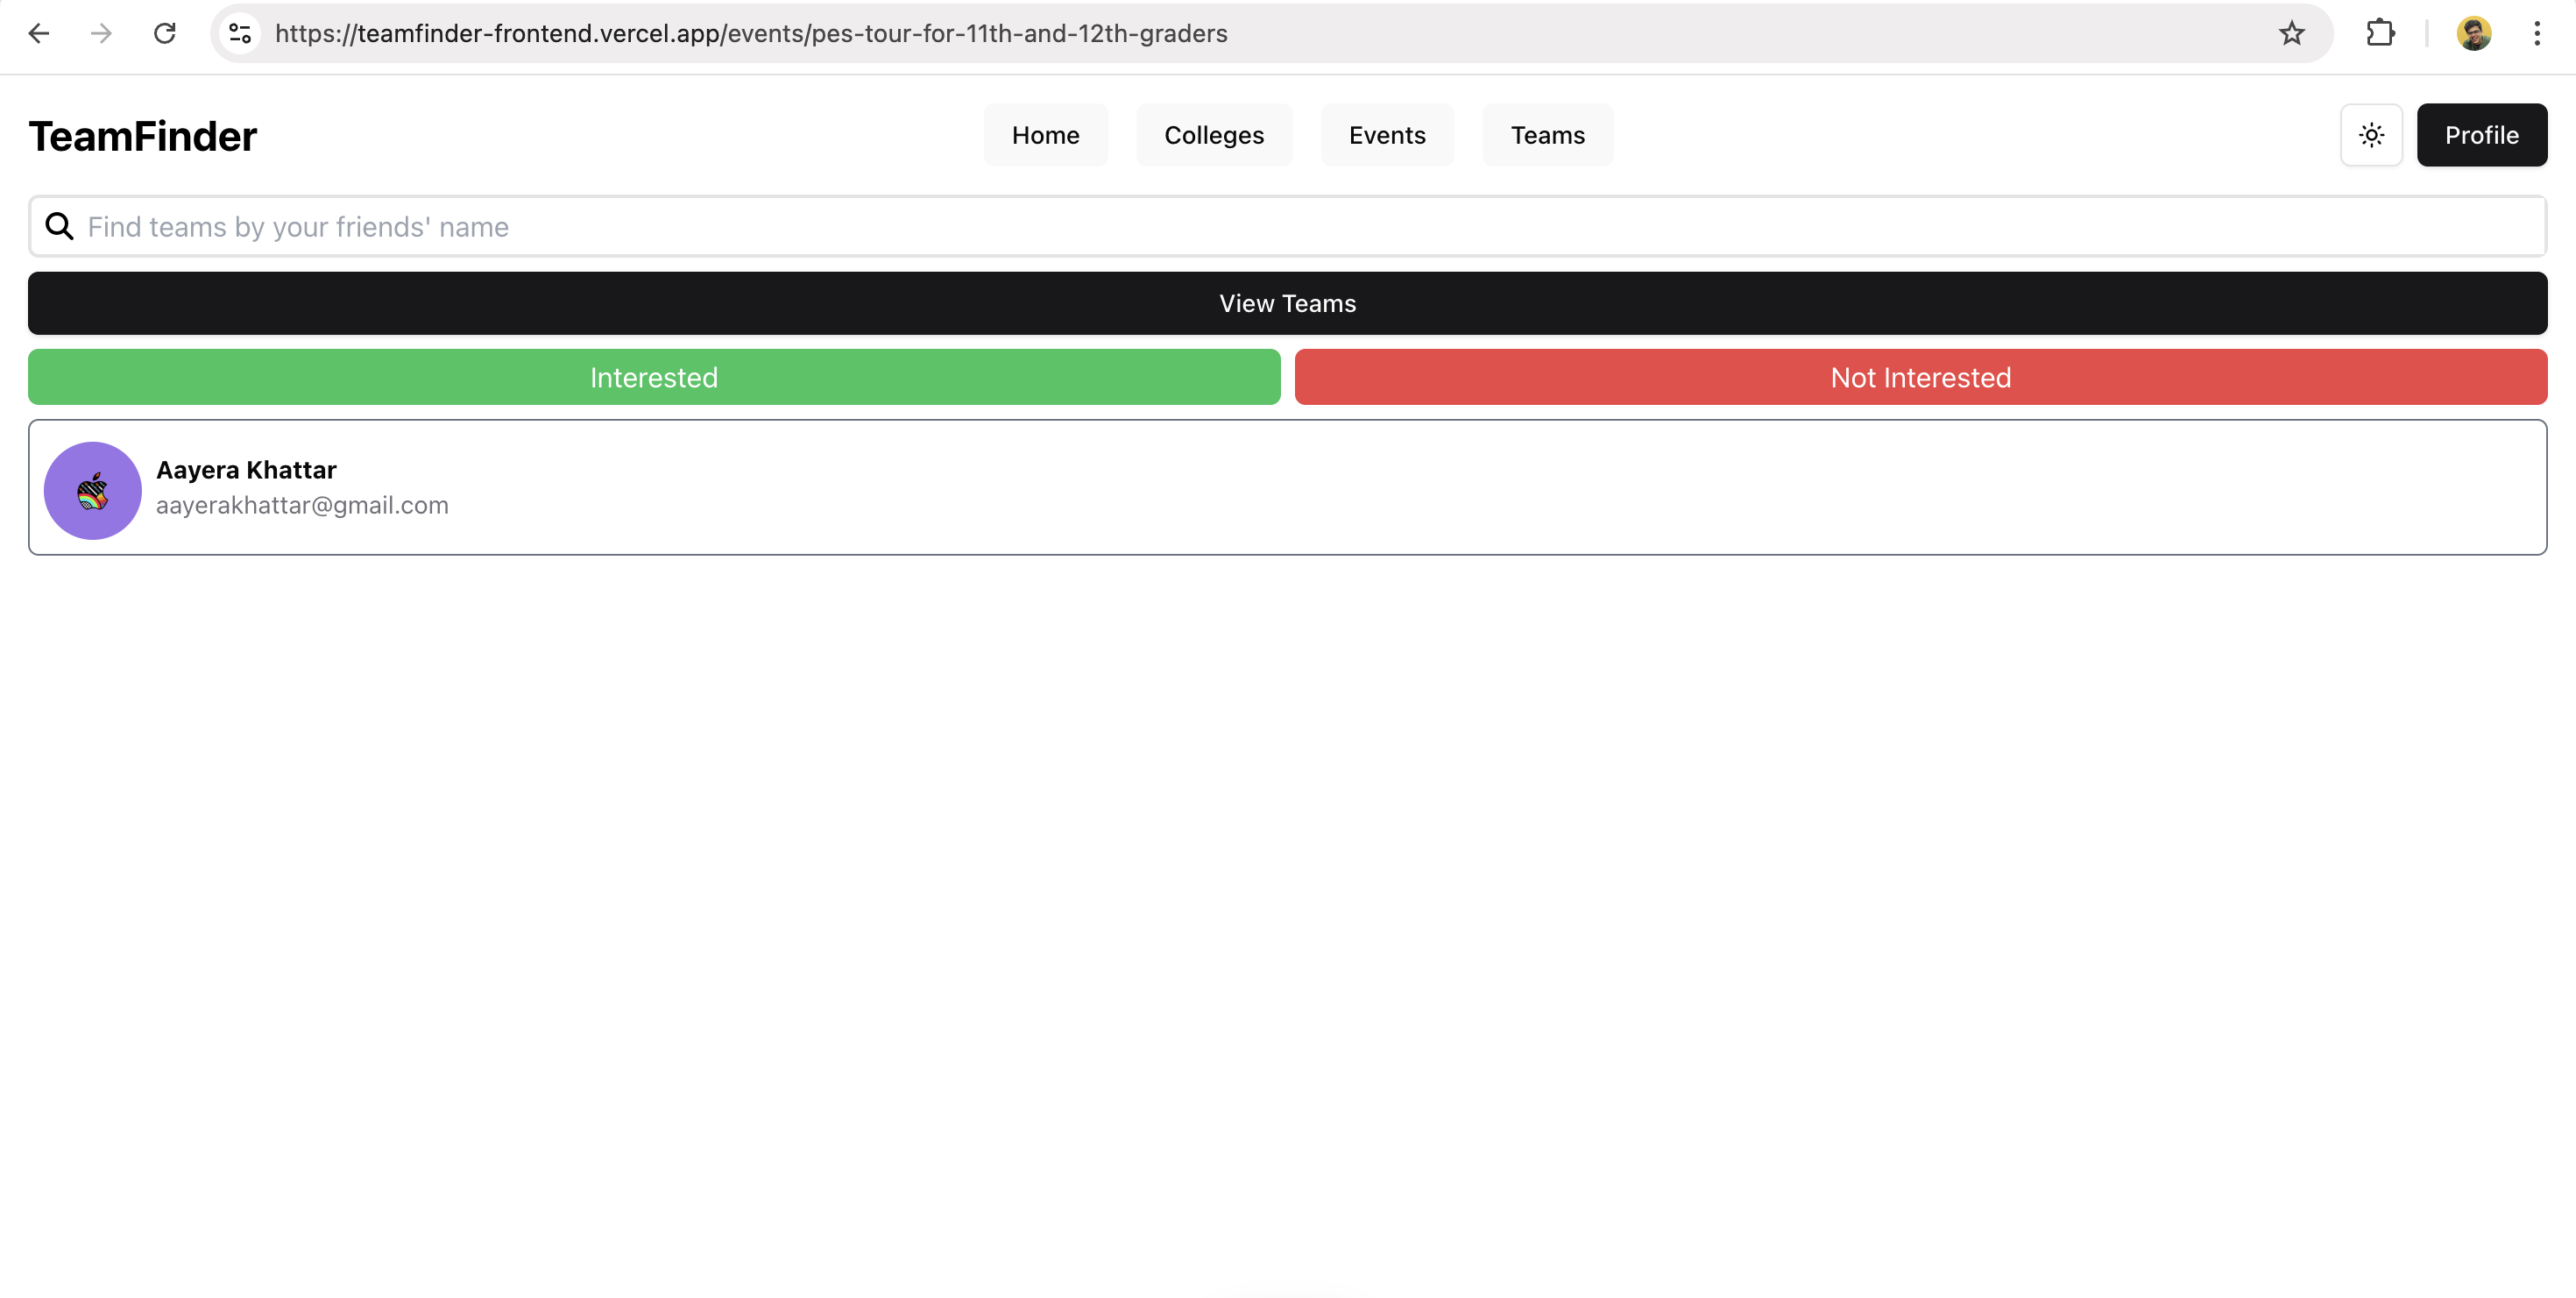 https://teamfinder-frontend.vercel.app/events/pes-tour-for-11th-and-12th-graders
TeamFinder
Home
Colleges
Events
Teams
Profile
Find teams by your friends' name
View Teams
Interested
Not Interested
Aayera Khattar
aayerakhattar@gmail.com